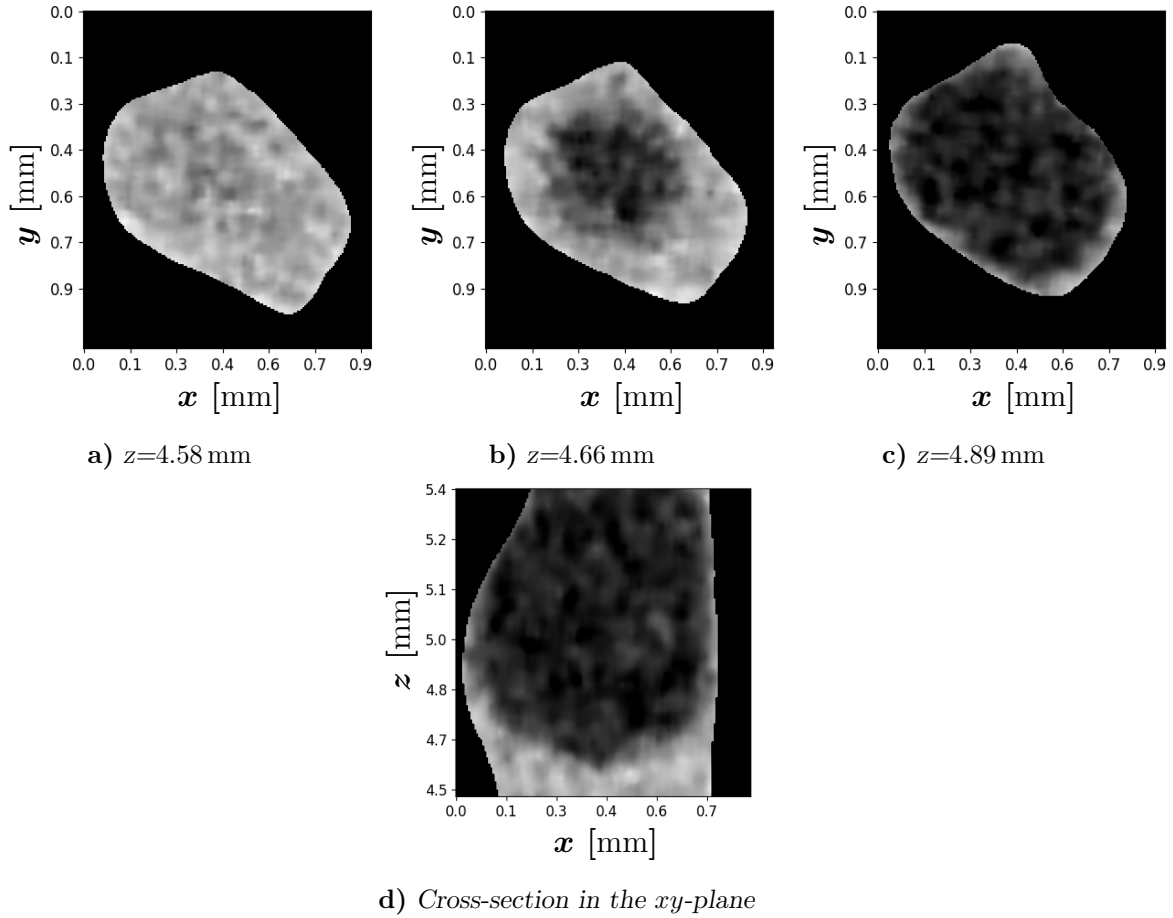 0.0
0.1
0.3
0.4
0.6
0.7
0.9
y [mm]
0.0 0.1 0.3 0.4 0.6 0.7 0.9
x [mm]
a) z=4.58 mm
0.0
0.1
0.3
0.4
0.6
0.7
0.9
y [mm]
0.0 0.1 0.3 0.4 0.6 0.7 0.9
x [mm]
b) z=4.66 mm
0.0
0.1
0.3
0.4
0.6
0.7
0.9
y [mm]
0.0 0.1 0.3 0.4 0.6 0.7 0.9
x [mm]
c) z=4.89 mm
5.4
5.2
5.1
5.0
4.8
4.7
4.5
z [mm]
0.0 0.1 0.3 0.4 0.6 0.7
x [mm]
d) Cross-section in the xy-plane